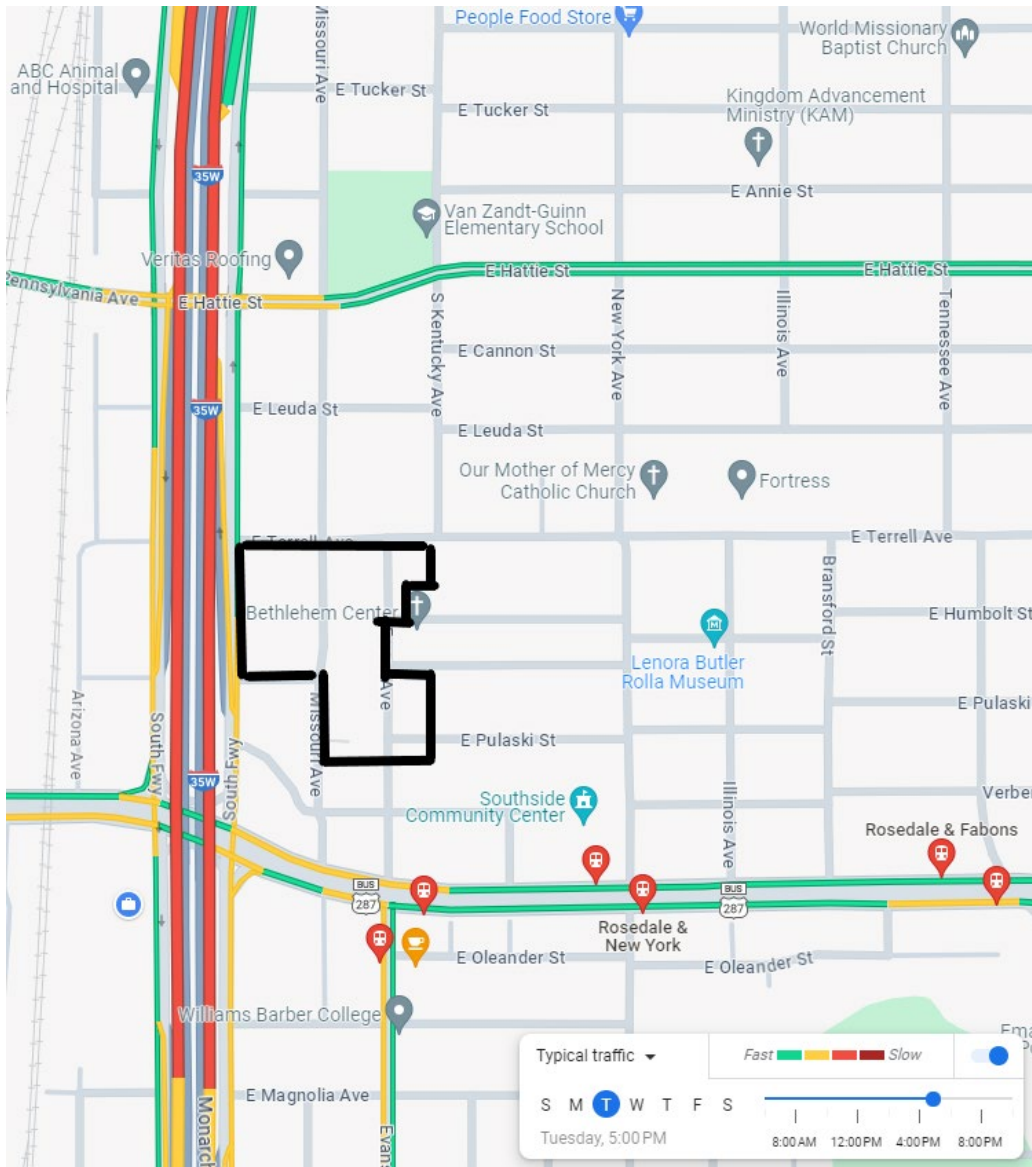 People Food Store
World Missionary
Baptist Church
Missouri Ave
ABC Animal
and Hospital
E Tucker St
E Tucker St
Kingdom Advancement
Ministry (KAM)
35W
E Annie St
Van Zandt-Guinn
Elementary School
Veritas Roofing
E Hattie St
E Hattie St
Pennsylvania Ave
E Hattie St
S Kentucky Ave
New York Ave
Illinois Ave
Tennessee Ave
E Cannon St
35W
E Leuda St
E Leuda St
Our Mother of Mercy
Catholic Church
Fortress
E Terrell Ave
E Terrell Ave
Bransford St
Bethlehem Center
E Humbolt St
Lenora Butler
Rolla Museum
Ave
Arizona Ave
South Fwy
South Fwy
Missouri Ave
E Pulaski
E Pulaski St
35W
Illinois Ave
Southside
Community Center
Verbe
Rosedale & Fabons
BUS
287
BUS
287
Rosedale &
New York
E Oleander St
E Oleander St
Williams Barber College
Ema
E Magnolia Ave
Monarch
Evans
Typical traffic
Fast
Slow
S M T W T F S
Tuesday, 5:00 PM
8:00 AM 12:00 PM 4:00 PM 8:00 PM